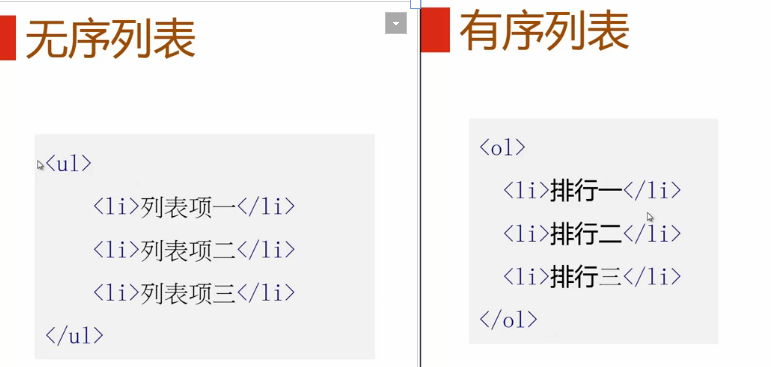 无序列表
<ul>
<li>列表项一</li>
<li>列表项二</li>
<li>列表项三</li>
</ul>
有序列表
<ol>
<li>排行一</li>
<li>排行二</li>
<li>排行三</li>
</ol>